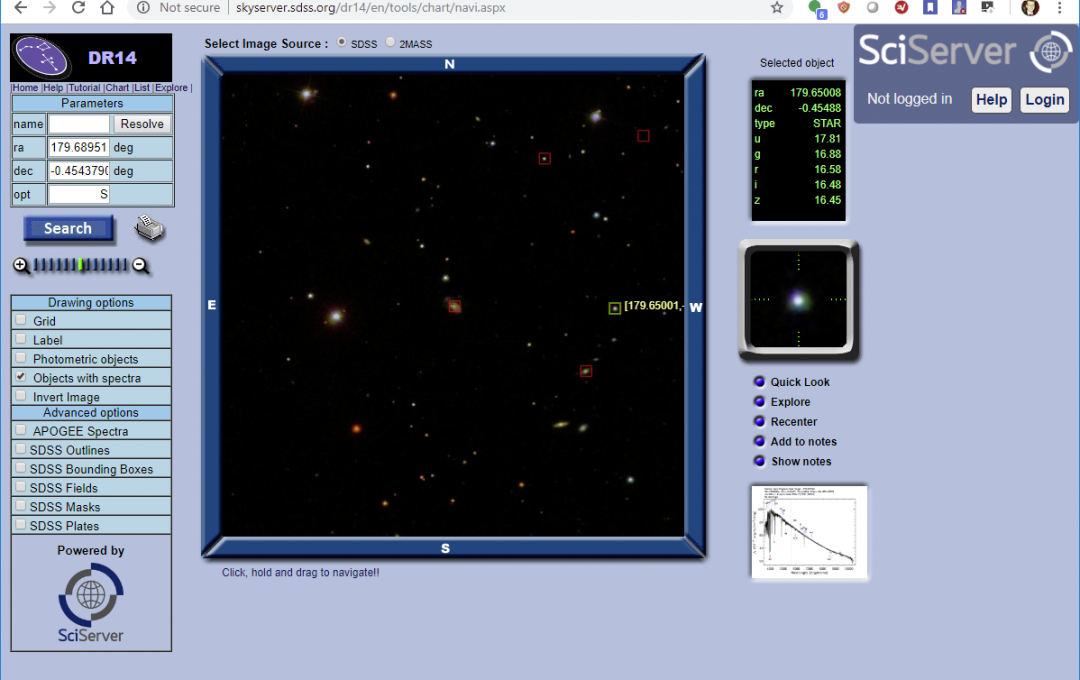 Not secure | skyserver.sdss.org/dr14/en/tools/chart/navi.aspx
6
DR14
Home |Help |Tutorial |Chart |List |Explore |
Parameters
name Resolve
ra 179.68951 deg
dec -0.4543790 deg
opt S
Search
Drawing options
Grid
Label
Photometric objects
Objects with spectra
Invert Image
Advanced options
APOGEE Spectra
SDSS Outlines
SDSS Bounding Boxes
SDSS Fields
SDSS Masks
SDSS Plates
Powered by
SciServer
Select Image Source : SDSS 2MASS
N
E
[179.65001,-
W
S
Click, hold and drag to navigate!!
Selected object
ra 179.65008
dec -0.45488
type STAR
u 17.81
g 16.88
r 16.58
i 16.48
z 16.45
Quick Look
Explore
Recenter
Add to notes
Show notes
SciServer
Not logged in Help Login